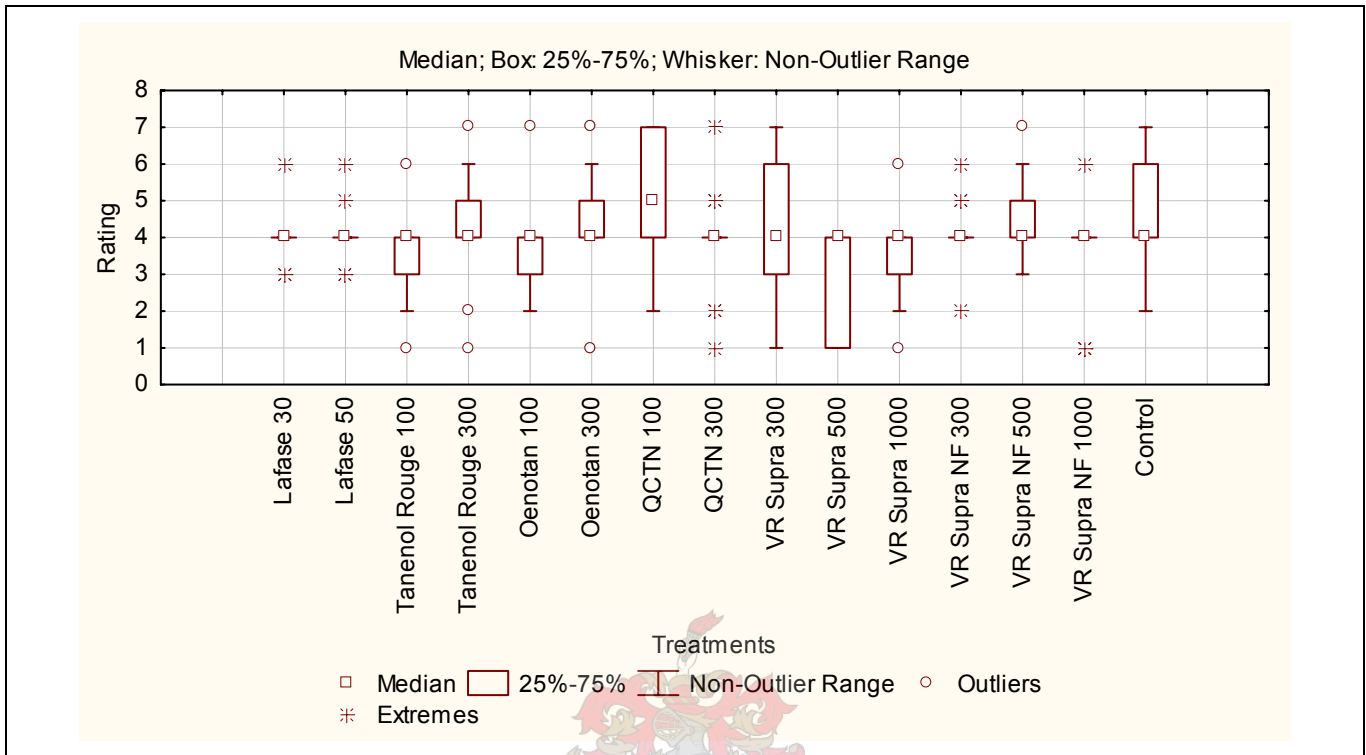 Median; Box: 25%-75%; Whisker: Non-Outlier Range
8
7
6
5
4
3
2
1
0
Rating
Lafase 30
Lafase 50
Tanenol Rouge 100
Tanenol Rouge 300
Oenotan 100
Oenotan 300
QCTN 100
QCTN 300
VR Supra 300
VR Supra 500
VR Supra 1000
VR Supra NF 300
VR Supra NF 500
VR Supra NF 1000
Control
Treatments
Median 25%-75% Non-Outlier Range Outliers
Extremes